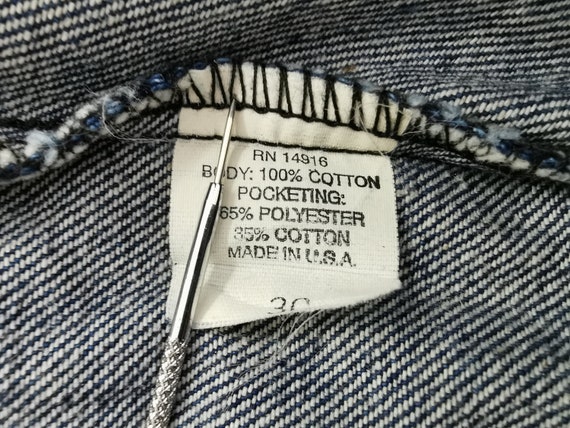 RN 14916
BODY: 100% COTTON
POCKETING:
65% POLYESTER
35% COTTON
MADE IN U.S.A.